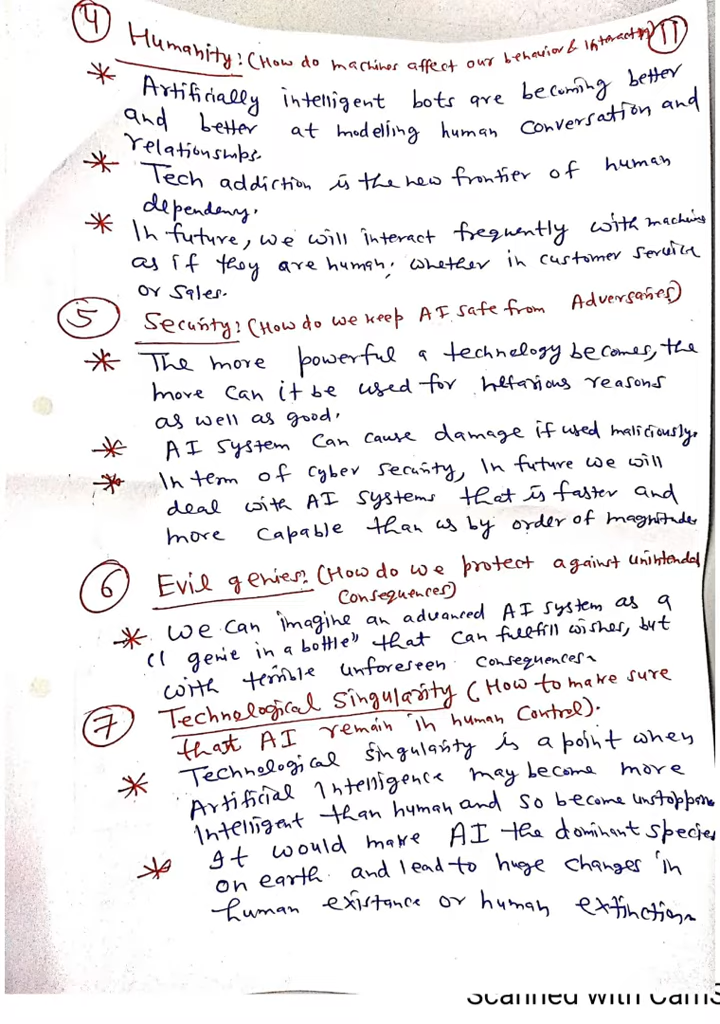 4 Humanity: (How do machines affect our behavior & interaction) 11
* Artificially intelligent bots are becoming better
and better at modeling human conversation and
relationships.
* Tech addiction is the new frontier of human
dependency.
* In future, we will interact frequently with machines
as if they are human, whether in customer service
or sales.
5 Security: (How do we keep AI safe from Adversaries)
* The more powerful a technology becomes, the
more can it be used for nefarious reasons
as well as good.
* AI system can cause damage if used maliciously.
* In term of cyber security, In future we will
deal with AI systems that is faster and
more capable than us by order of magnitude
6 Evil genies: (How do we protect against unintended
Consequences)
* We can imagine an advanced AI system as a
"genie in a bottle" that can fulfill wishes, but
with terrible unforeseen consequences.
7 Technological Singularity (How to make sure
that AI remain in human control).
* Technological singularity is a point when
Artificial Intelligence may become more
Intelligent than human and so become unstoppable
* It would make AI the dominant species
on earth and lead to huge changes in
human existance or human extinction.
Scanned with CamS